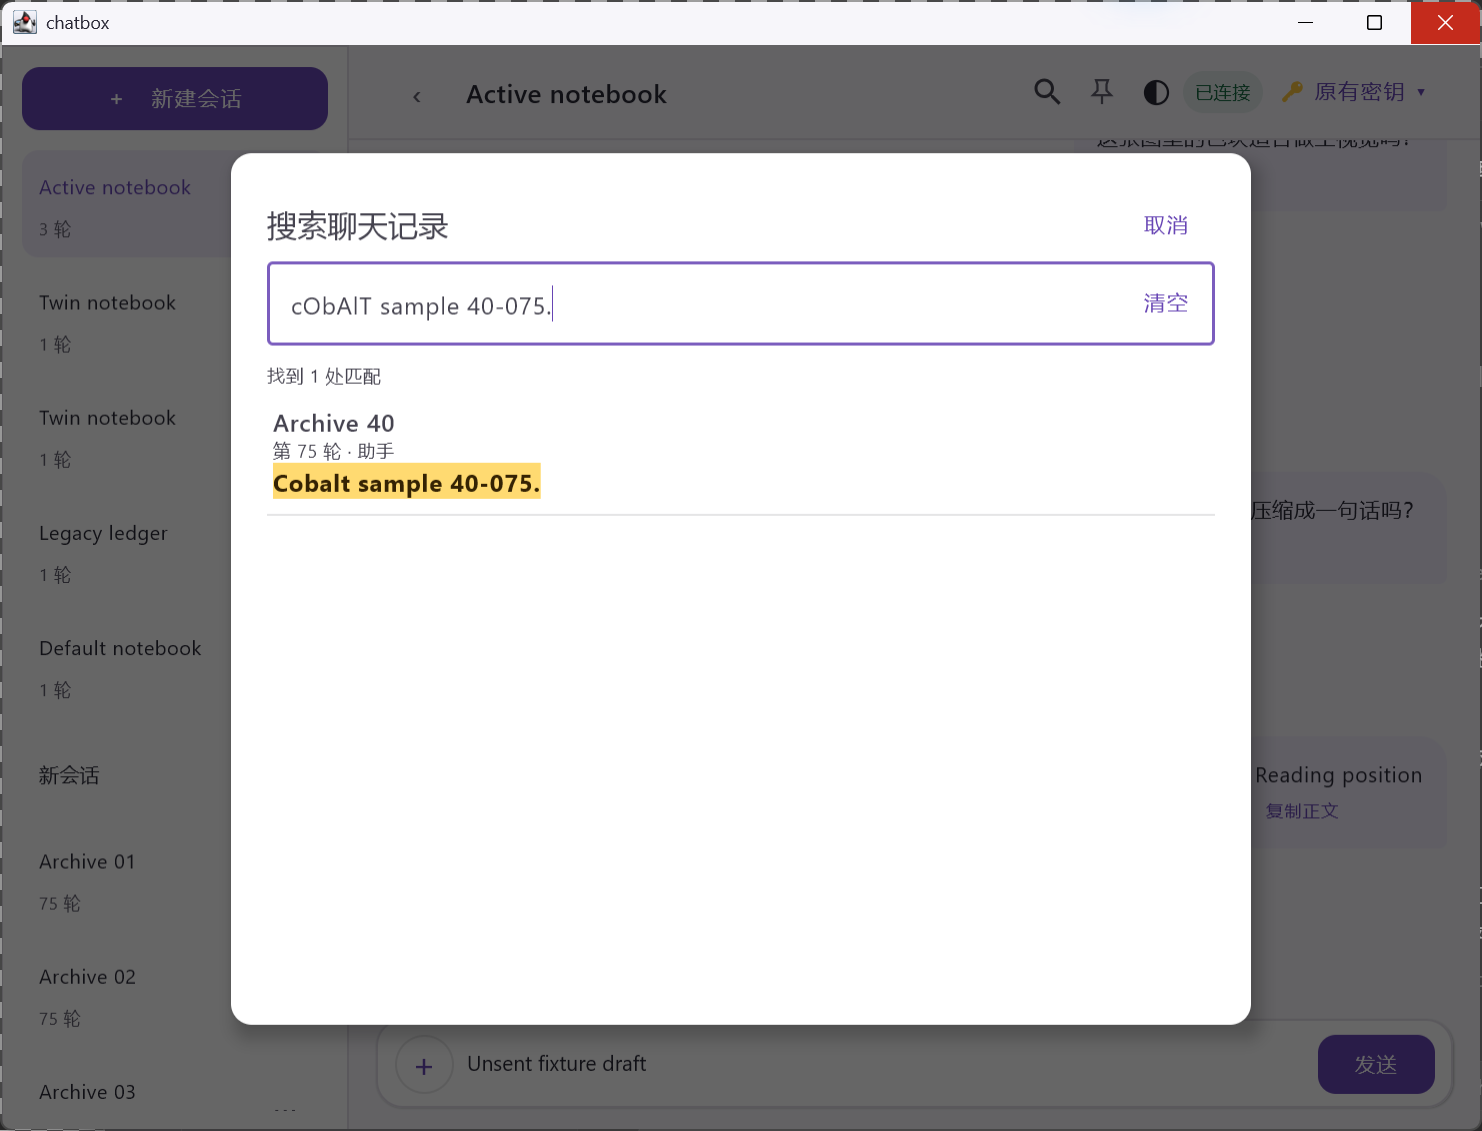 chatbox
+ 新建会话
Active notebook
3 轮
Twin notebook
1 轮
Twin notebook
1 轮
Legacy ledger
1 轮
Default notebook
1 轮
新会话
Archive 01
75 轮
Archive 02
75 轮
Archive 03
...
‹ Active notebook
已连接
原有密钥
搜索聊天记录
取消
cObAlT sample 40-075.
清空
找到 1 处匹配
Archive 40
第 75 轮 · 助手
Cobalt sample 40-075.
压缩成一句话吗?
Reading position
复制正文
+ Unsent fixture draft
发送